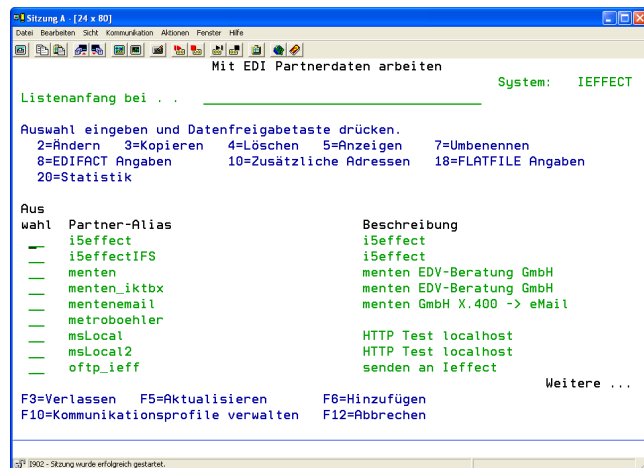 Sitzung A - [24 x 80]
Datei Bearbeiten Sicht Kommunikation Aktionen Fenster Hilfe
Mit EDI Partnerdaten arbeiten
System: IEFFECT
Listenanfang bei . .
Auswahl eingeben und Datenfreigabetaste drücken.
2=Ändern 3=Kopieren 4=Löschen 5=Anzeigen 7=Umbenennen
8=EDIFACT Angaben 10=Zusätzliche Adressen 18=FLATFILE Angaben
20=Statistik
Aus
wahl Partner-Alias Beschreibung
i5effect i5effect
i5effectIFS i5effect
menten menten EDV-Beratung GmbH
menten_iktbx menten EDV-Beratung GmbH
mentenemail menten GmbH X.400 -> eMail
metroboehler
msLocal HTTP Test localhost
msLocal2 HTTP Test localhost
oftp_ieff senden an Ieffect
Weitere ...
F3=Verlassen F5=Aktualisieren F6=Hinzufügen
F10=Kommunikationsprofile verwalten F12=Abbrechen
I902 - Sitzung wurde erfolgreich gestartet.